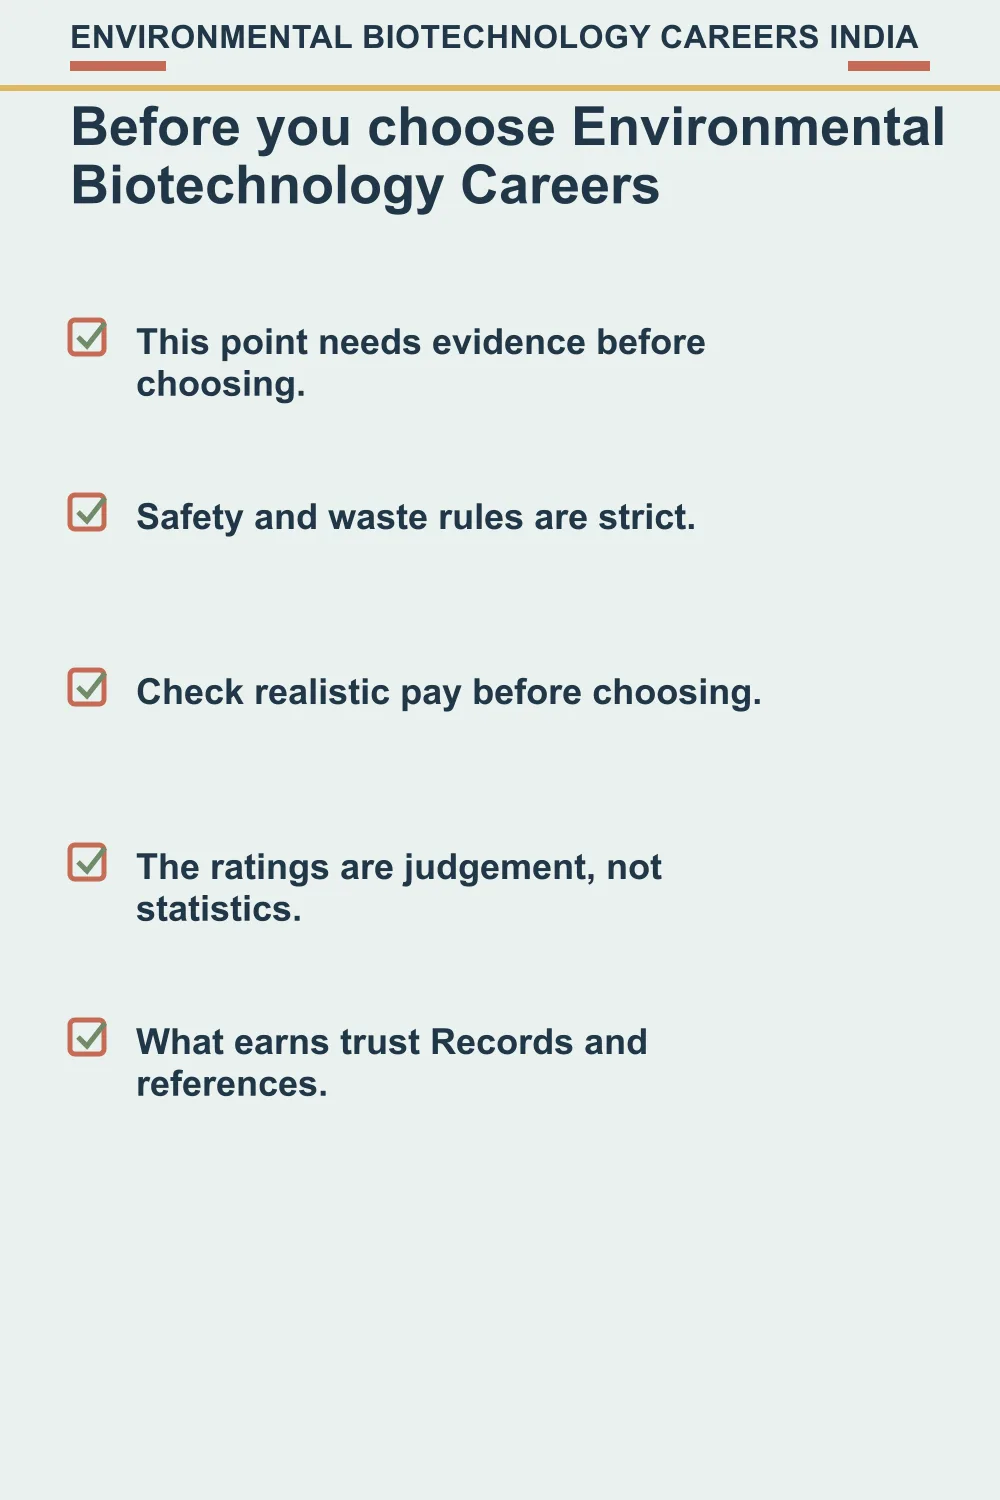 ENVIRONMENTAL BIOTECHNOLOGY CAREERS INDIA
Before you choose Environmental
Biotechnology Careers
This point needs evidence before
choosing.
Safety and waste rules are strict.
Check realistic pay before choosing.
The ratings are judgement, not
statistics.
What earns trust Records and
references.